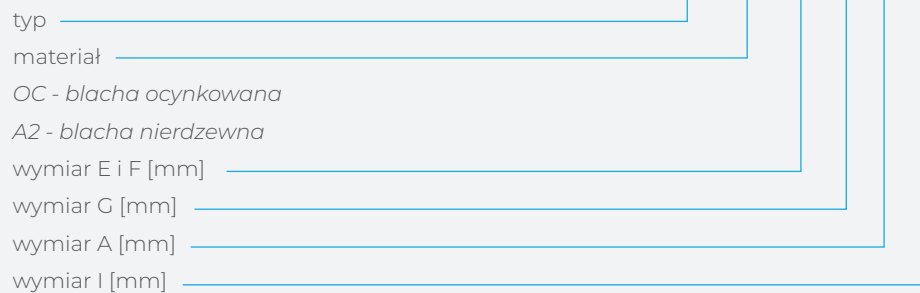 typ
materiał
OC - blacha ocynkowana
A2 - blacha nierdzewna
wymiar E i F [mm]
wymiar G [mm]
wymiar A [mm]
wymiar I [mm]